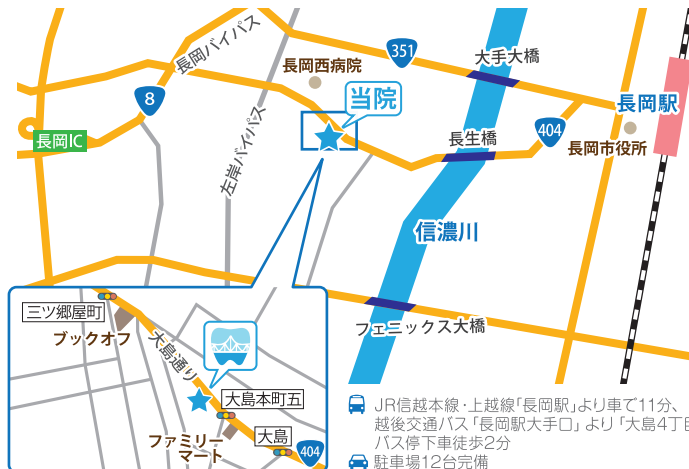 長岡バイパス
351
大手大橋
長岡西病院
8
当院
長岡駅
長岡IC
左岸バイパス
長生橋
404
長岡市役所
信濃川
フェニックス大橋
三ツ郷屋町
ブックオフ
大島通り
大島本町五
ファミリー
マート
大島
404
JR信越本線・上越線「長岡駅」より車で11分、
越後交通バス「長岡駅大手口」より「大島4丁目
バス停下車徒歩2分
駐車場12台完備